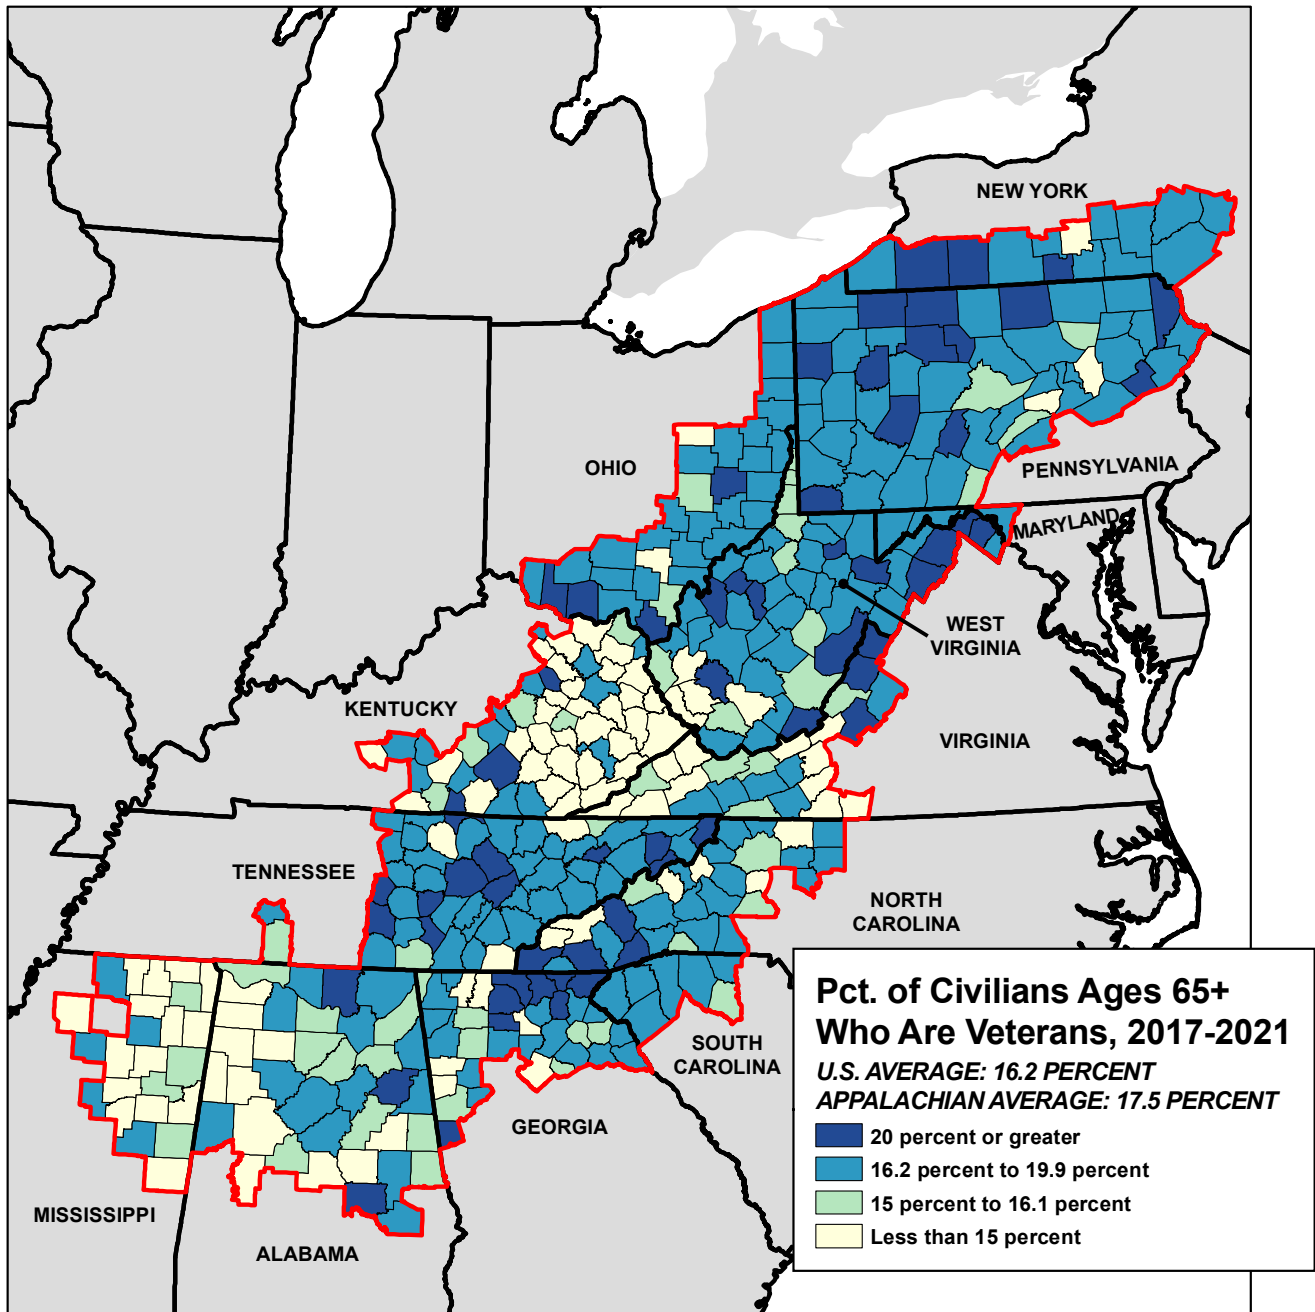 NEW YORK
OHIO
PENNSYLVANIA
MARYLAND
WEST
VIRGINIA
KENTUCKY
VIRGINIA
TENNESSEE
NORTH
CAROLINA
SOUTH
CAROLINA
GEORGIA
MISSISSIPPI
ALABAMA
Pct. of Civilians Ages 65+
Who Are Veterans, 2017-2021
U.S. AVERAGE: 16.2 PERCENT
APPALACHIAN AVERAGE: 17.5 PERCENT
20 percent or greater
16.2 percent to 19.9 percent
15 percent to 16.1 percent
Less than 15 percent